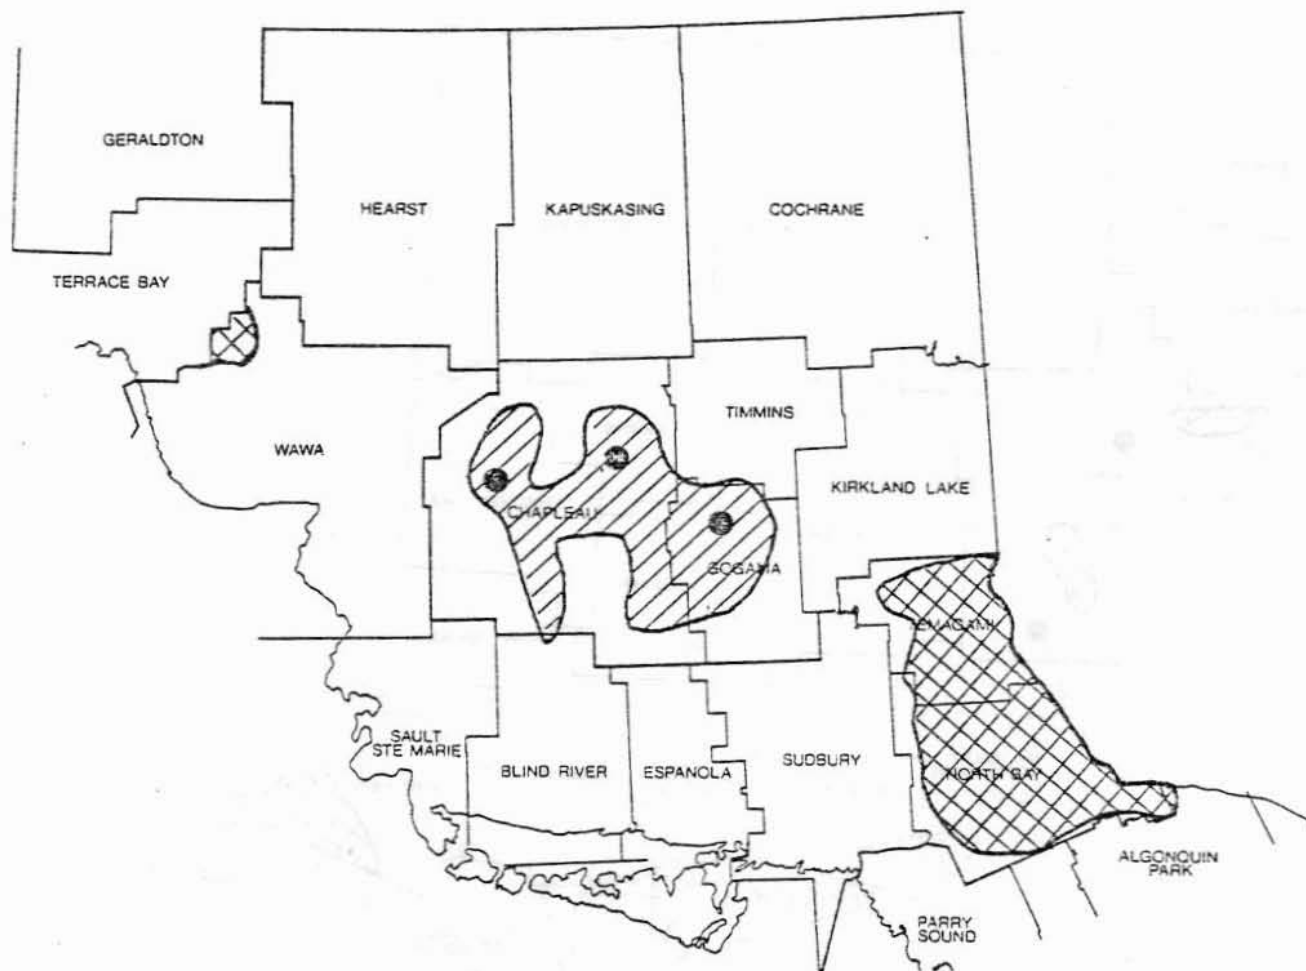 GERALDTON
HEARST
KAPUSKASING
COCHRANE
TERRACE BAY
TIMMINS
WAWA
KIRKLAND LAKE
CHAPLEAU
GOGAMA
EMAGAMI
SAULT
STE MARIE
BLIND RIVER
ESPANOLA
SUDBURY
NORTH BAY
ALGONQUIN
PARK
PARRY
SOUND